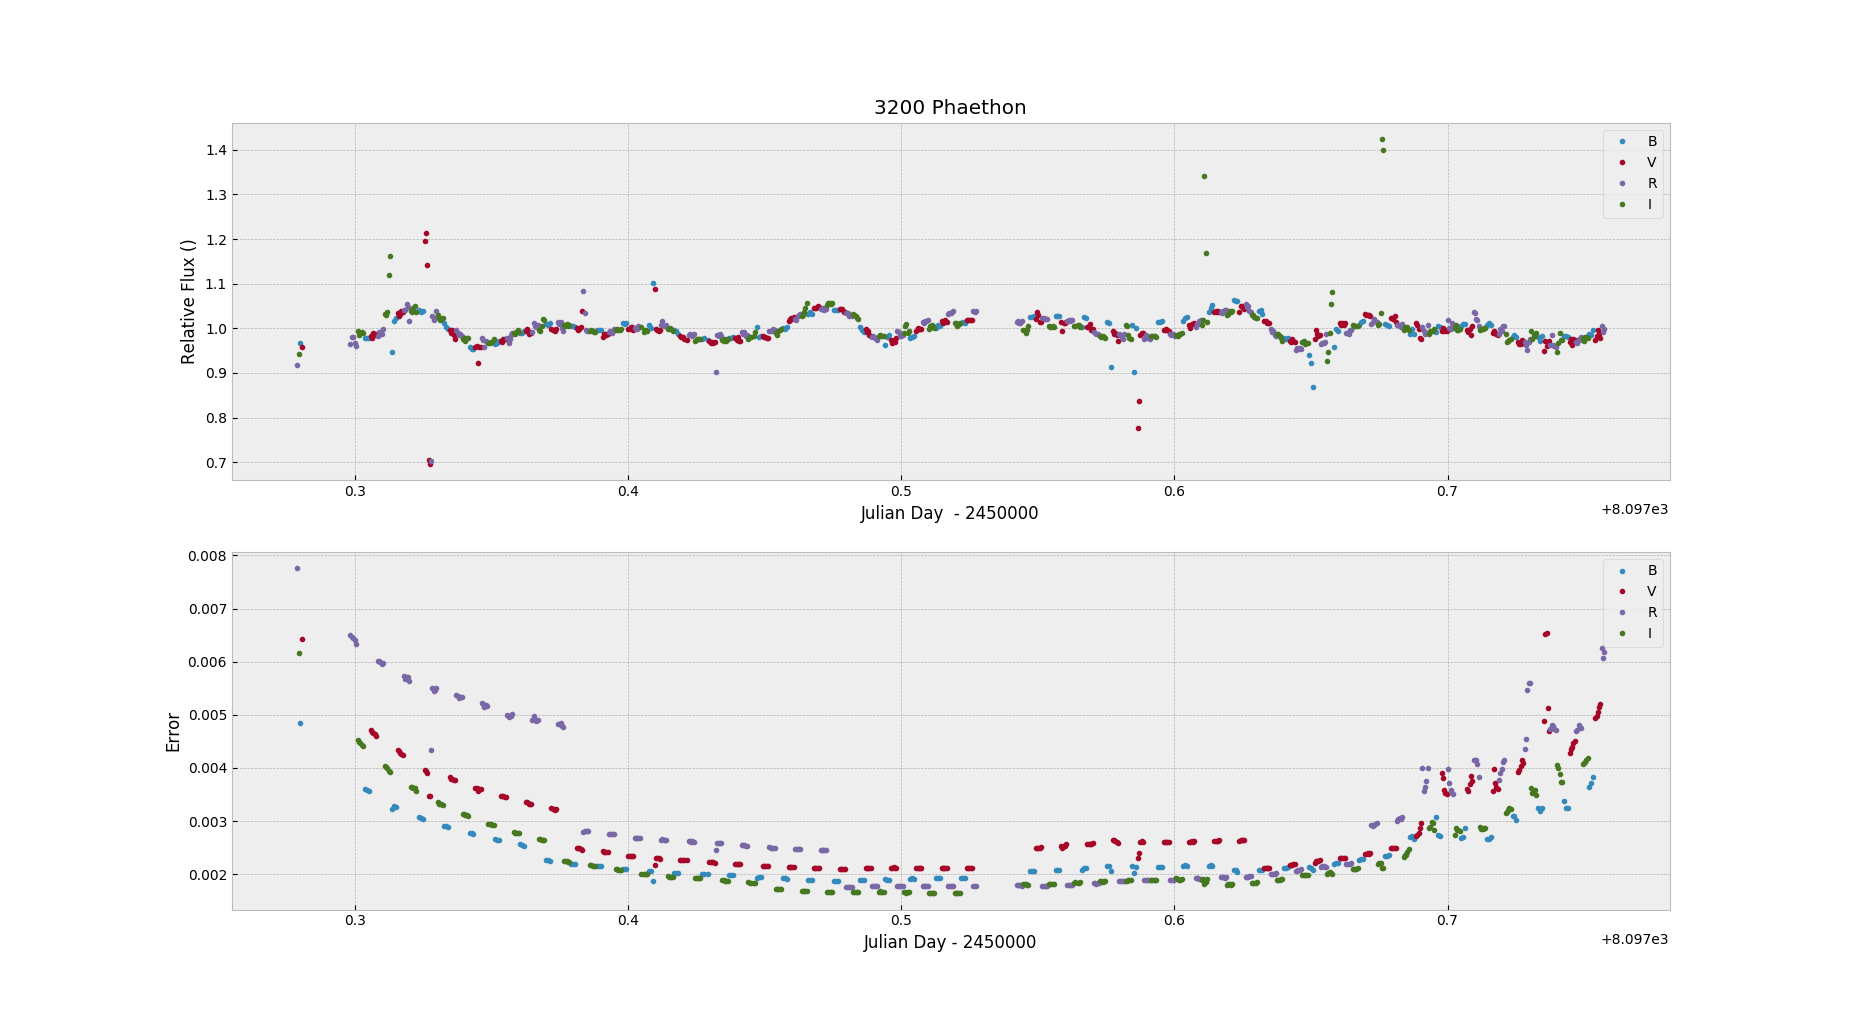 3200 Phaethon
Relative Flux ()
1.4
1.3
1.2
1.1
1.0
0.9
0.8
0.7
B
V
R
I
0.3 0.4 0.5 0.6 0.7
+8.097e3
Julian Day  - 2450000
Error
0.008
0.007
0.006
0.005
0.004
0.003
0.002
B
V
R
I
0.3 0.4 0.5 0.6 0.7
+8.097e3
Julian Day - 2450000